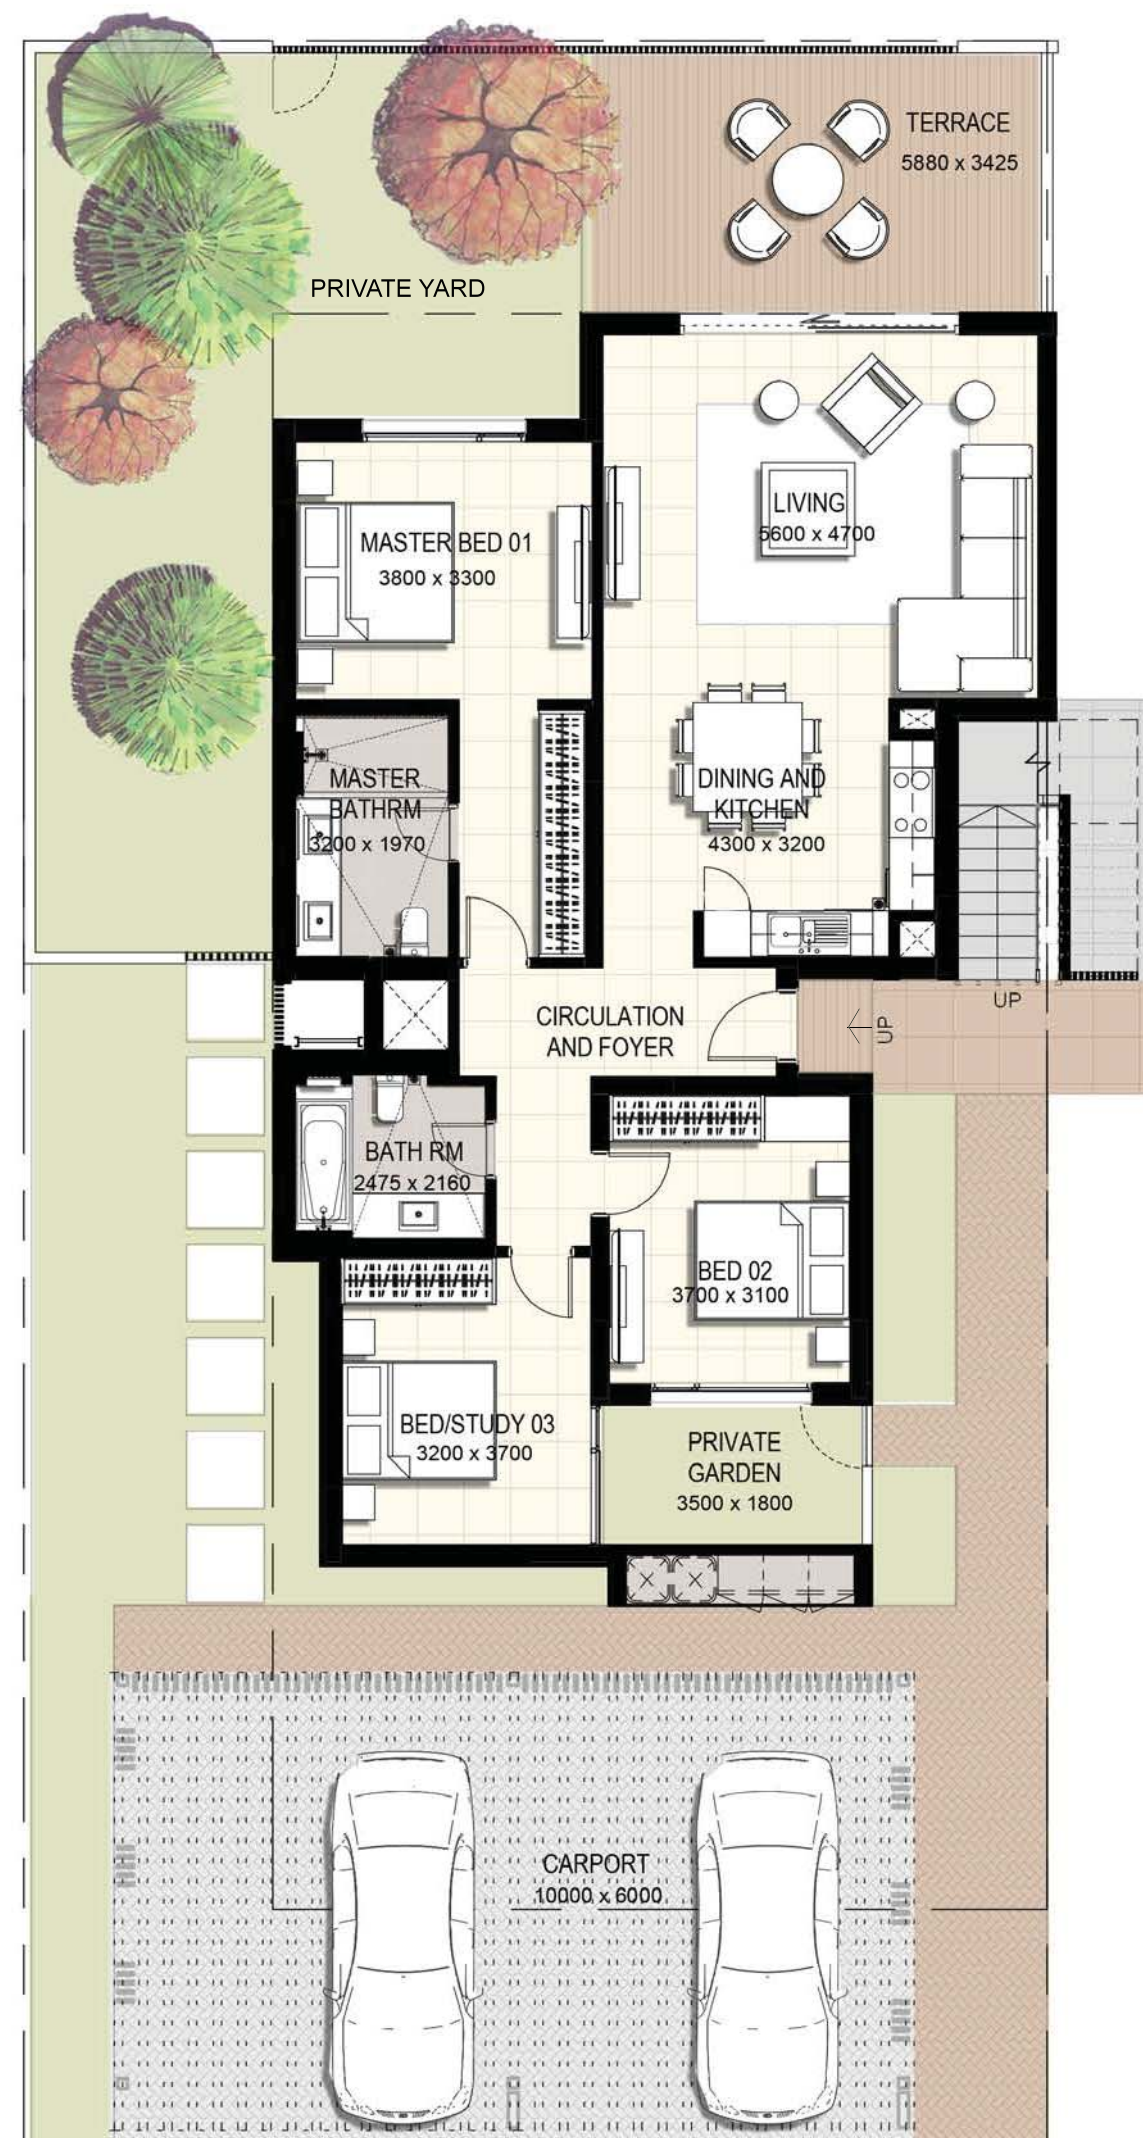 TERRACE
5880 x 3425
PRIVATE YARD
LIVING
5600 x 4700
MASTER BED 01
3800 x 3300
MASTER
BATHRM
3200 x 1970
DINING AND
KITCHEN
4300 x 3200
UP
CIRCULATION
AND FOYER
UP
BATH RM
2475 x 2160
BED 02
3700 x 3100
BED/STUDY 03
3200 x 3700
PRIVATE
GARDEN
3500 x 1800
CARPORT
10000 x 6000